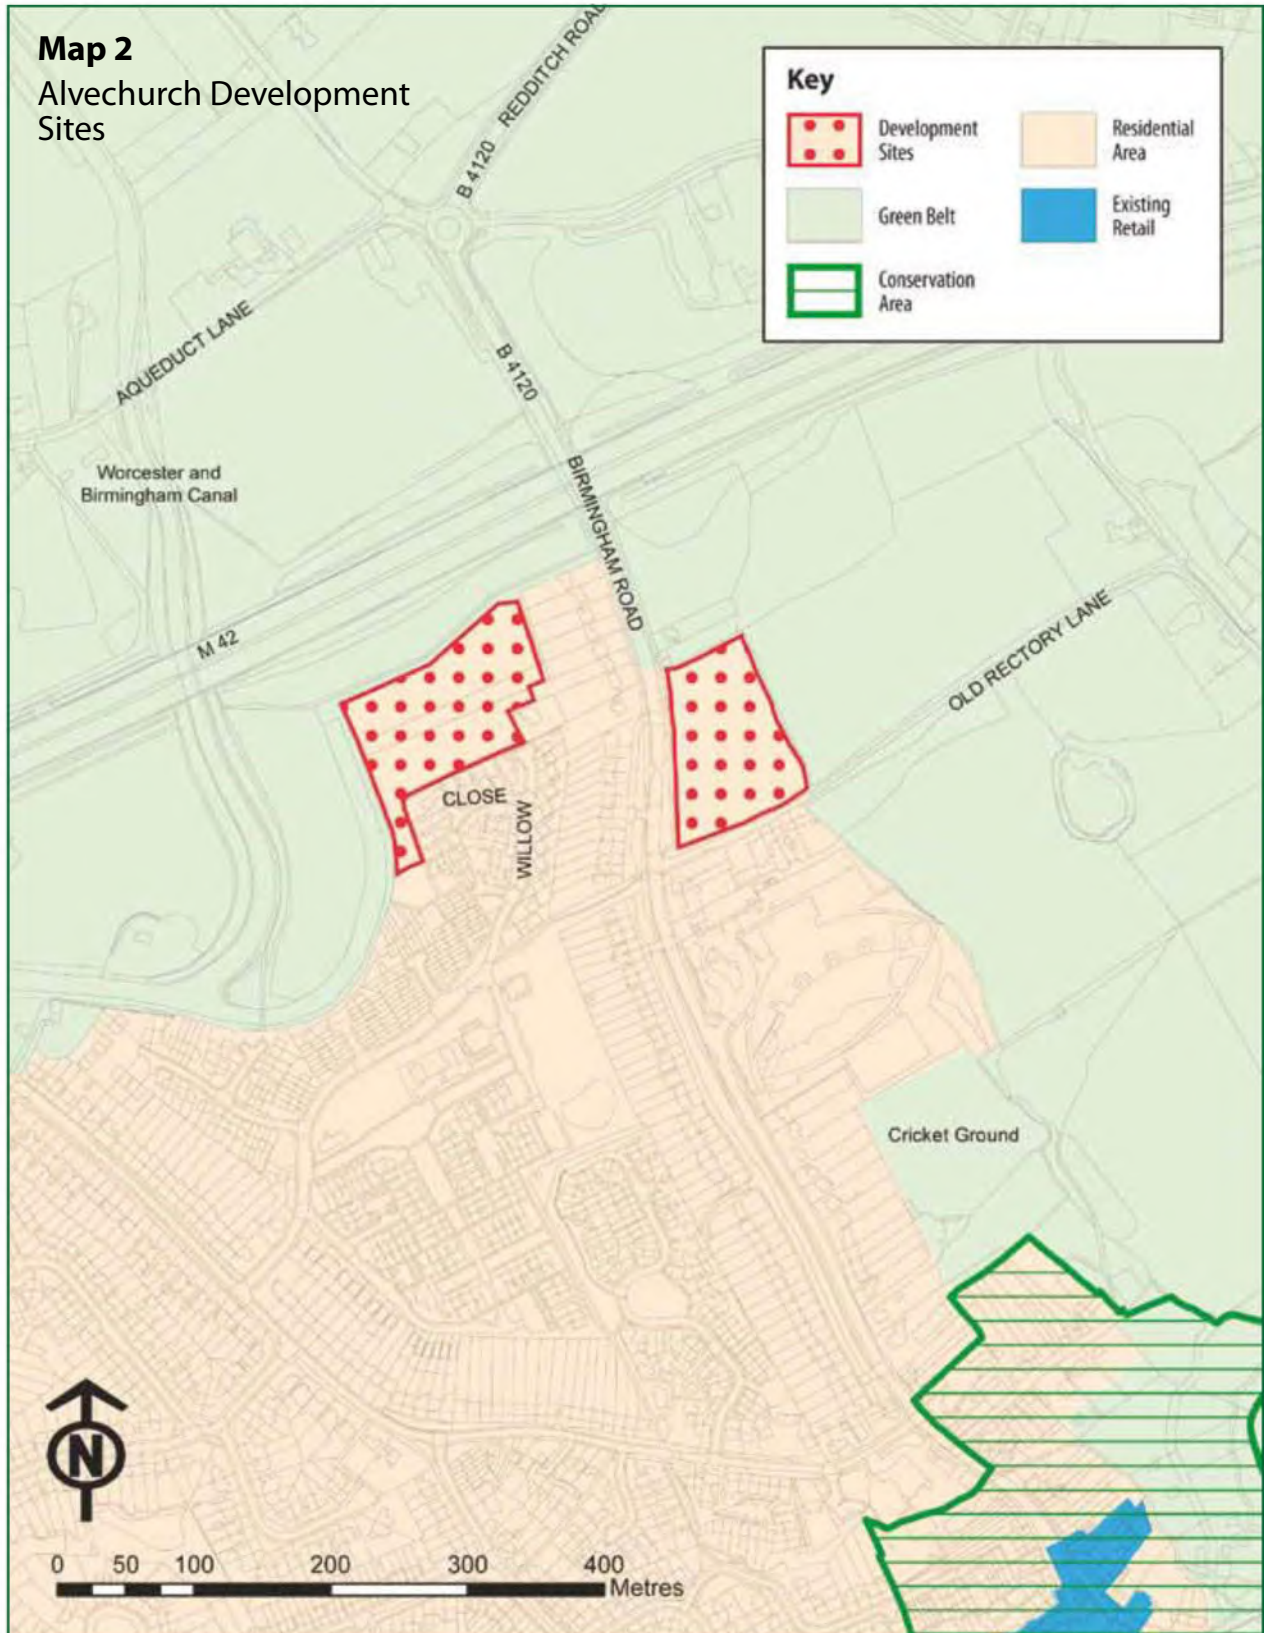 Map 2
Alvechurch Development
Sites
Key
Development
Sites
Residential
Area
Green Belt
Existing
Retail
Conservation
Area
B 4120 REDDITCH ROAD
AQUEDUCT LANE
B 4120
BIRMINGHAM ROAD
Worcester and
Birmingham Canal
M 42
OLD RECTORY LANE
CLOSE
WILLOW
Cricket Ground
N
0 50 100 200 300 400
Metres